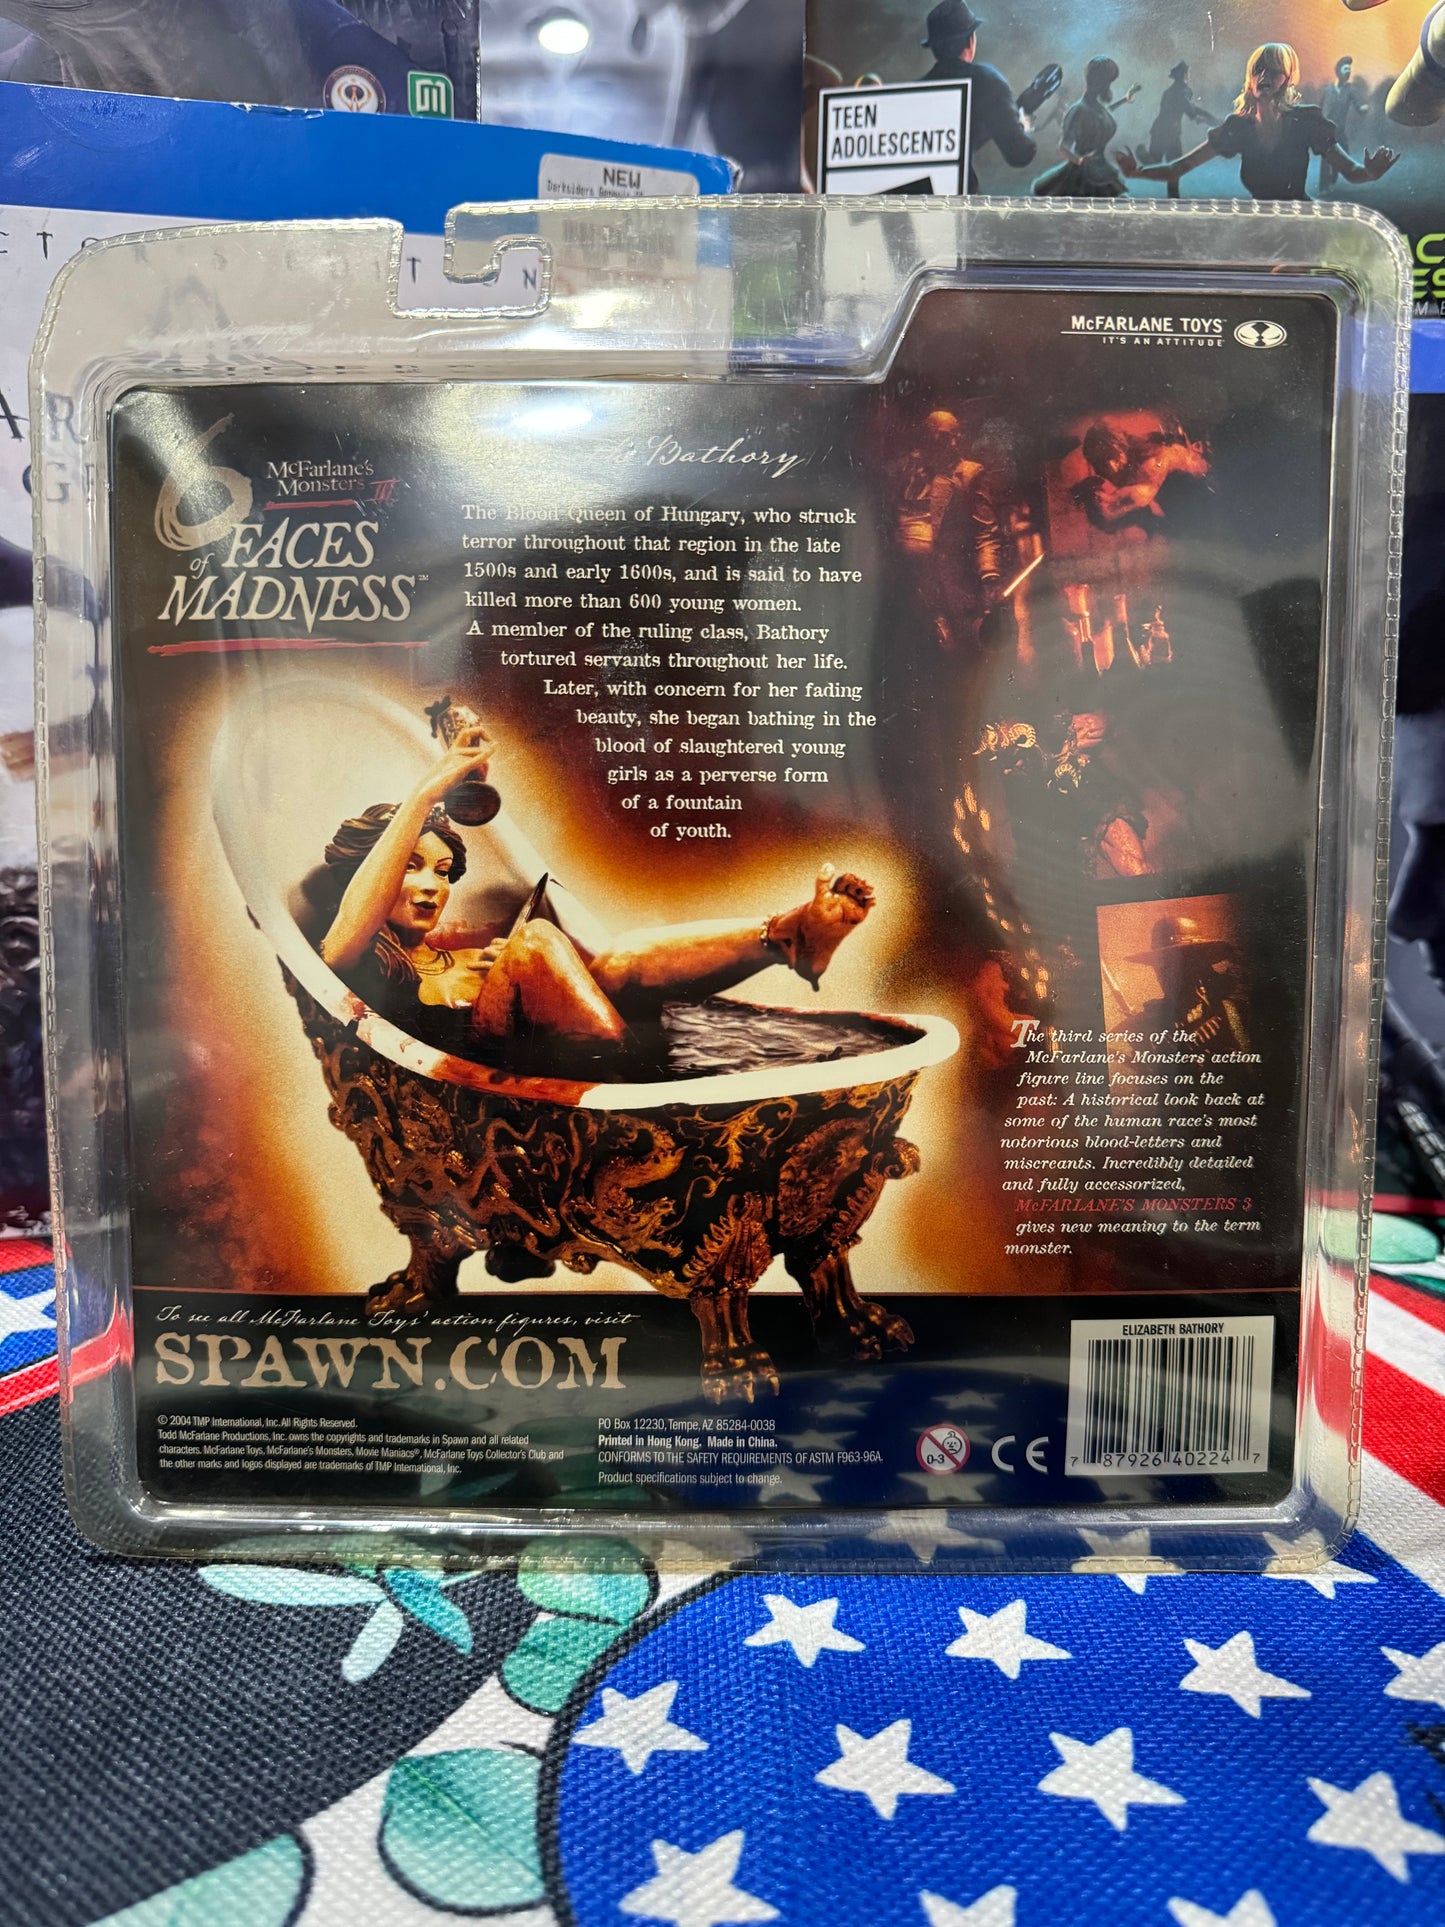 TEEN
ADOLESCENTS
NEW
McFARLANE TOYS™
IT'S AN ATTITUDE
6
McFarlane's
Monsters III
FACES
of
MADNESS™
Bathory
The Blood Queen of Hungary, who struck
terror throughout that region in the late
1500s and early 1600s, and is said to have
killed more than 600 young women.
A member of the ruling class, Bathory
tortured servants throughout her life.
Later, with concern for her fading
beauty, she began bathing in the
blood of slaughtered young
girls as a perverse form
of a fountain
of youth.
The third series of the
McFarlane's Monsters action
figure line focuses on the
past: A historical look back at
some of the human race's most
notorious blood-letters and
miscreants. Incredibly detailed
and fully accessorized,
McFARLANE'S MONSTERS 3
gives new meaning to the term
monster.
To see all McFarlane Toys' action figures, visit
SPAWN.COM
© 2004 TMP International, Inc. All Rights Reserved.
Todd McFarlane Productions, Inc. owns the copyrights and trademarks in Spawn and all related
characters. McFarlane Toys, McFarlane's Monsters, Movie Maniacs®, McFarlane Toys Collector's Club and
the other marks and logos displayed are trademarks of TMP International, Inc.
PO Box 12230, Tempe, AZ 85284-0038
Printed in Hong Kong. Made in China.
CONFORMS TO THE SAFETY REQUIREMENTS OF ASTM F963-96A.
Product specifications subject to change.
0-3
CE
ELIZABETH BATHORY
7 87926 40224 7